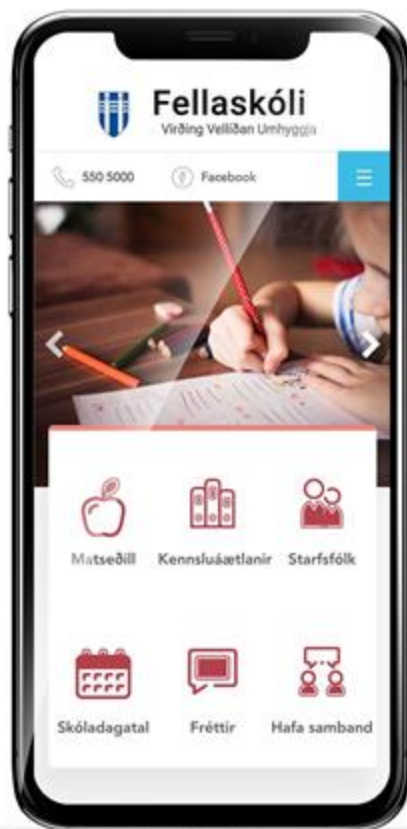 Fellaskóli
Virðing Vellíðan Umhyggja
550 5000
Facebook
Matseðill Kennsluáætlanir Starfsfólk
Skóladagatal Fréttir Hafa samband